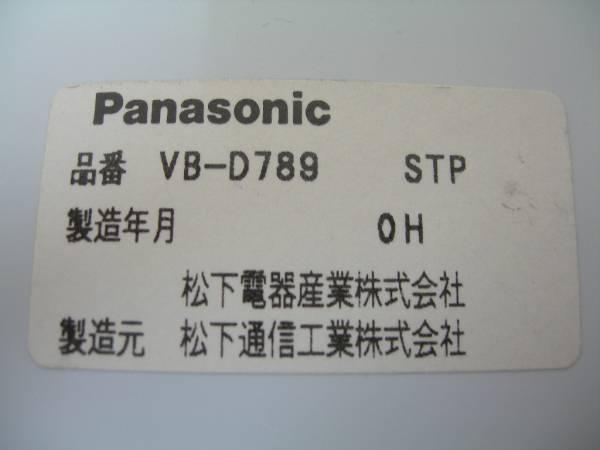 Panasonic
品番 VB-D789 STP
製造年月 0H
松下電器産業株式会社
製造元 松下通信工業株式会社